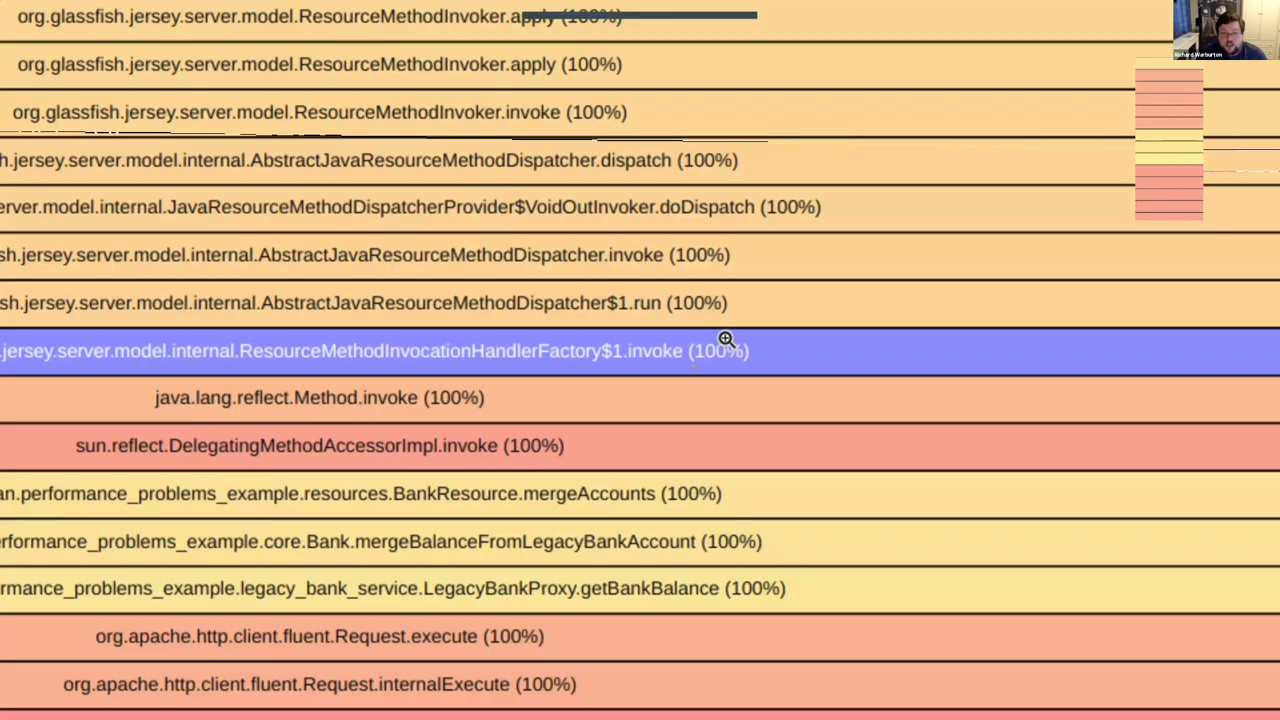 org.glassfish.jersey.server.model.ResourceMethodInvoker.apply (100%)
org.glassfish.jersey.server.model.ResourceMethodInvoker.apply (100%)
org.glassfish.jersey.server.model.ResourceMethodInvoker.invoke (100%)
h.jersey.server.model.internal.AbstractJavaResourceMethodDispatcher.dispatch (100%)
erver.model.internal.JavaResourceMethodDispatcherProvider$VoidOutInvoker.doDispatch (100%)
sh.jersey.server.model.internal.AbstractJavaResourceMethodDispatcher.invoke (100%)
sh.jersey.server.model.internal.AbstractJavaResourceMethodDispatcher$1.run (100%)
.jersey.server.model.internal.ResourceMethodInvocationHandlerFactory$1.invoke (100%)
java.lang.reflect.Method.invoke (100%)
sun.reflect.DelegatingMethodAccessorImpl.invoke (100%)
an.performance_problems_example.resources.BankResource.mergeAccounts (100%)
erformance_problems_example.core.Bank.mergeBalanceFromLegacyBankAccount (100%)
rmance_problems_example.legacy_bank_service.LegacyBankProxy.getBankBalance (100%)
org.apache.http.client.fluent.Request.execute (100%)
org.apache.http.client.fluent.Request.internalExecute (100%)
Richard Warburton